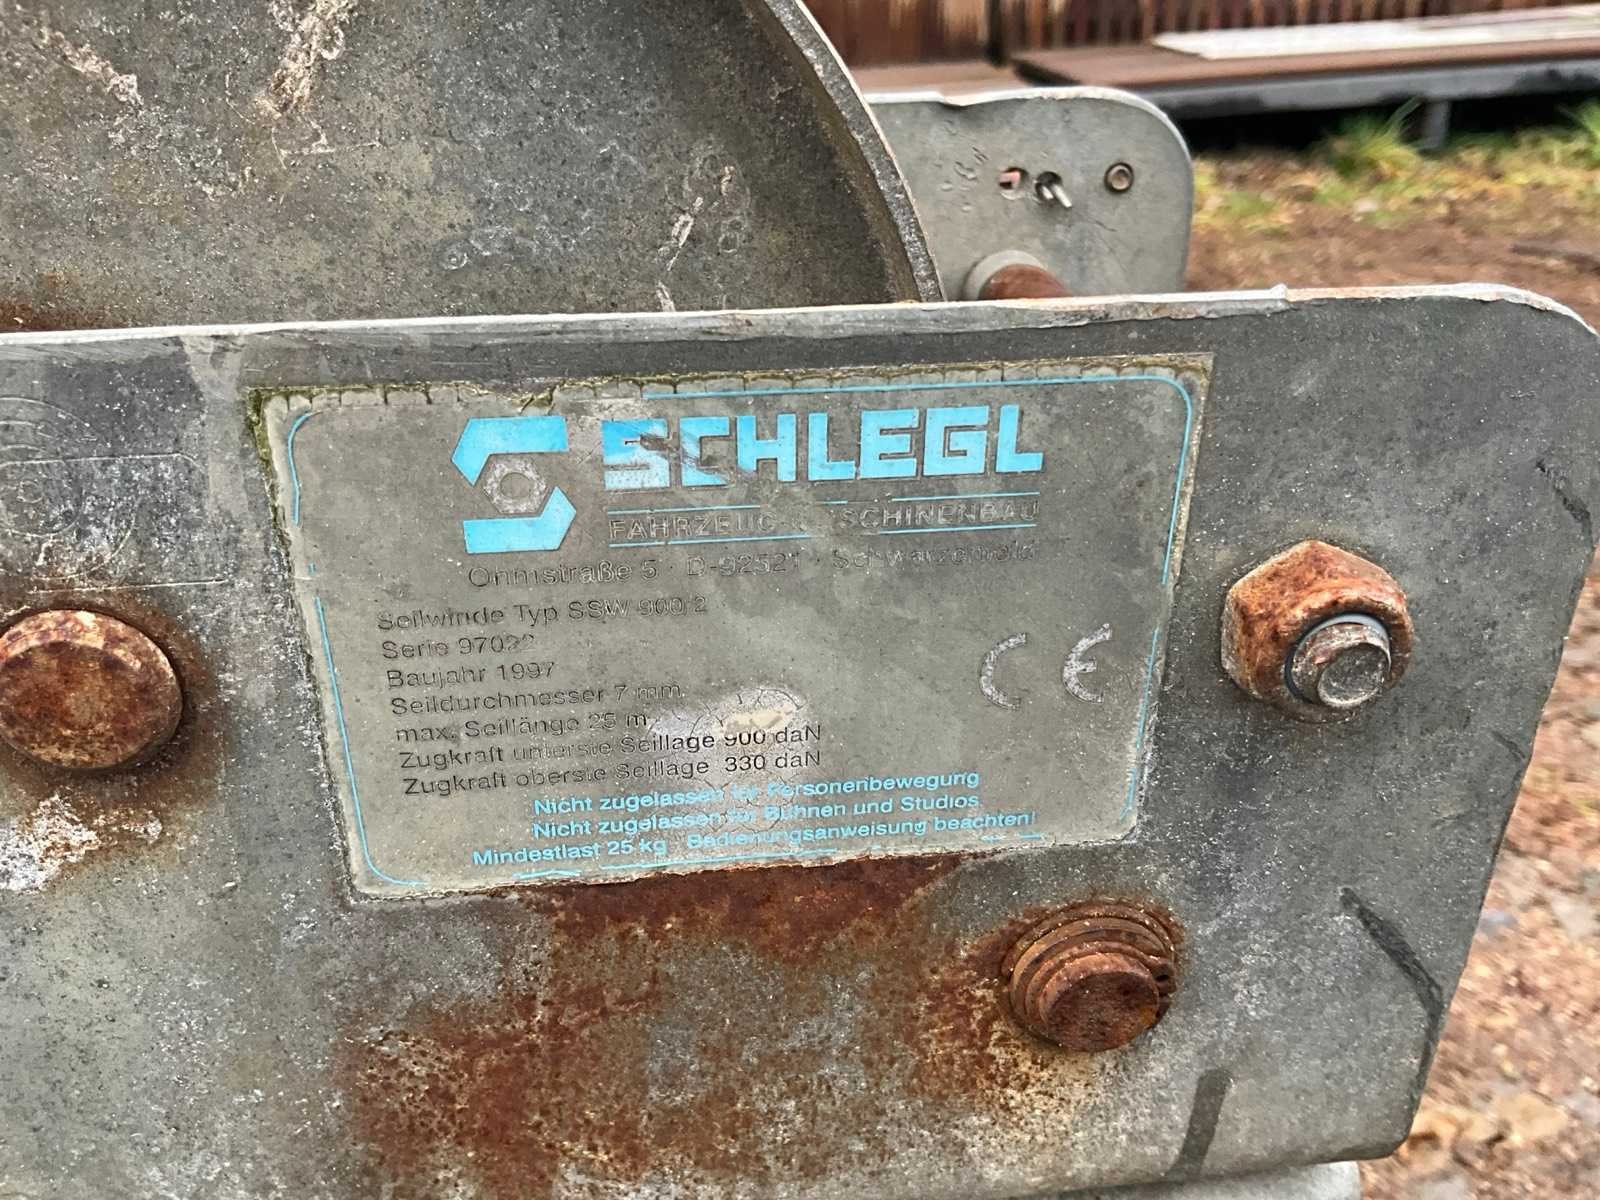 SCHLEGL
FAHRZEUG MASCHINENBAU
Ohmstraße 5 · D-92521 · Schwarzenfeld
Seilwinde Typ SSW 900/2
Serie 97022
Baujahr 1997
Seildurchmesser 7 mm
max. Seillänge 25 m
Zugkraft unterste Seillage 900 daN
Zugkraft oberste Seillage 330 daN
CE
Nicht zugelassen für Personenbewegung
Nicht zugelassen für Bühnen und Studios
Mindestlast 25 kg Bedienungsanweisung beachten!